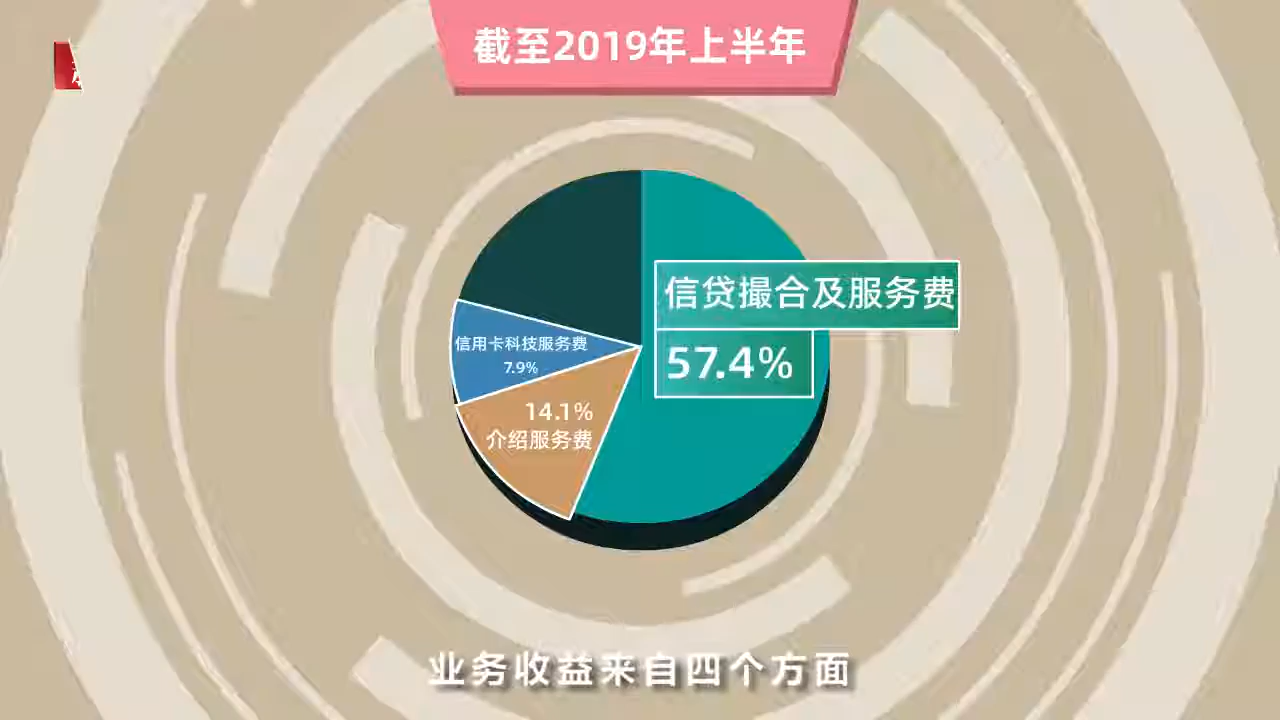 截至2019年上半年
信贷撮合及服务费
57.4%
信用卡科技服务费
7.9%
14.1%
介绍服务费
业务收益来自四个方面